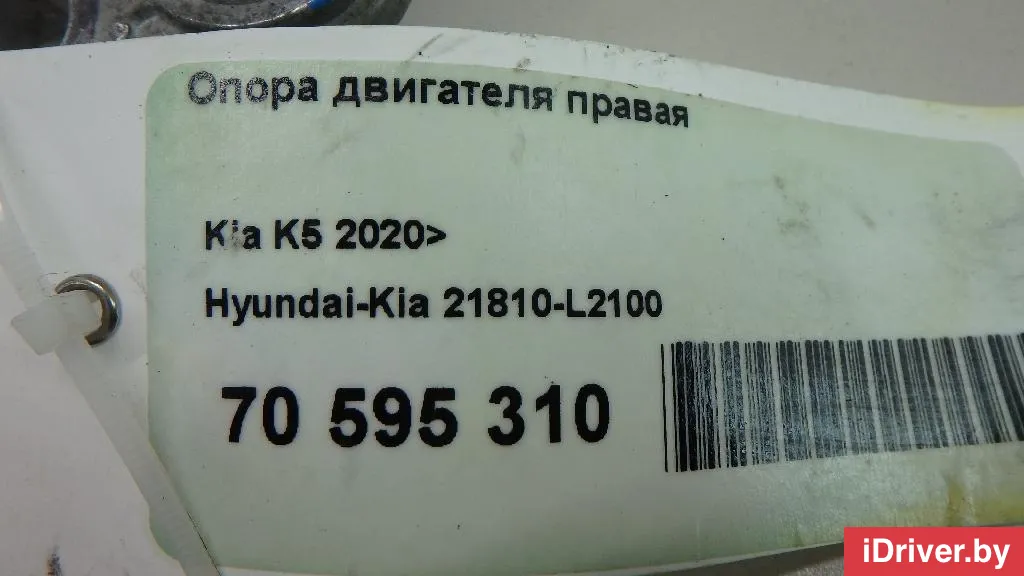 Опора двигателя правая
Kia K5 2020>
Hyundai-Kia 21810-L2100
70 595 310
iDriver.by